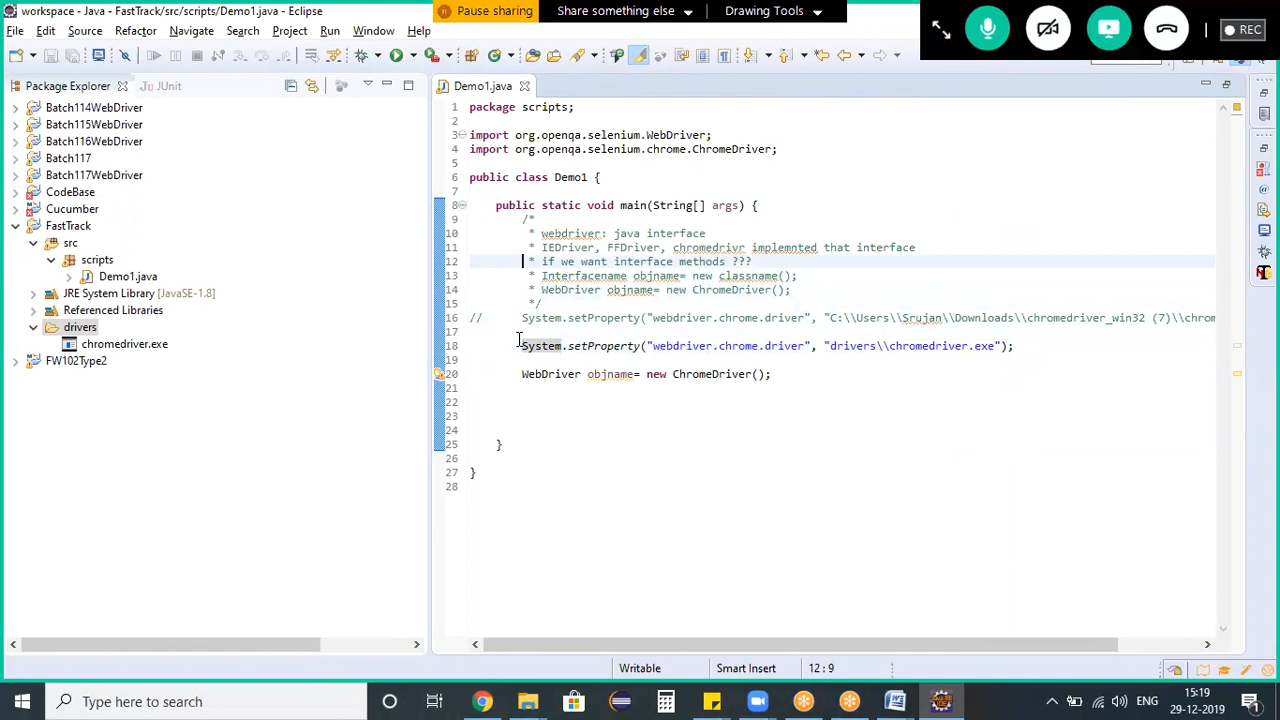 workspace - Java - FastTrack/src/scripts/Demo1.java - Eclipse
Pause sharing
Share something else
Drawing Tools
REC
File Edit Source Refactor Navigate Search Project Run Window Help
Package Explorer
JUnit
Demo1.java
Batch114WebDriver
Batch115WebDriver
Batch116WebDriver
Batch117
Batch117WebDriver
CodeBase
Cucumber
FastTrack
src
scripts
Demo1.java
JRE System Library [JavaSE-1.8]
Referenced Libraries
drivers
chromedriver.exe
FW102Type2
1 package scripts;
2
3 import org.openqa.selenium.WebDriver;
4 import org.openqa.selenium.chrome.ChromeDriver;
5
6 public class Demo1 {
7
8 public static void main(String[] args) {
9 /*
10 * webdriver: java interface
11 * IEDriver, FFDriver, chromedrivr implemnted that interface
12 * if we want interface methods ???
13 * Interfacename objname= new classname();
14 * WebDriver objname= new ChromeDriver();
15 */
16 // System.setProperty("webdriver.chrome.driver", "C:\\Users\\Srujan\\Downloads\\chromedriver_win32 (7)\\chrom
17
18 System.setProperty("webdriver.chrome.driver", "drivers\\chromedriver.exe");
19
20 WebDriver objname= new ChromeDriver();
21
22
23
24
25 }
26
27 }
28
Writable
Smart Insert
12 : 9
Type here to search
ENG
15:19
29-12-2019
1